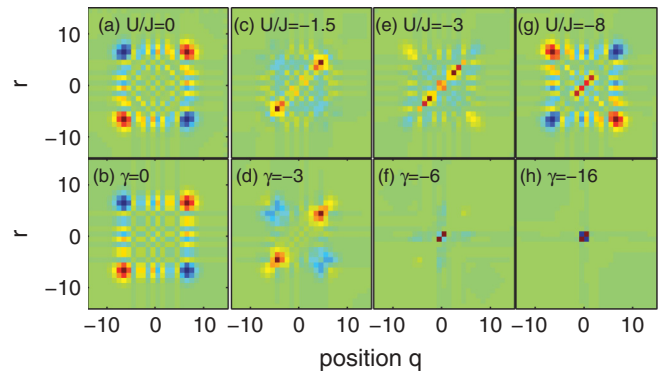 (a) U/J=0 (c) U/J=−1.5 (e) U/J=−3 (g) U/J=−8
10
r 0
−10
(b) γ=0 (d) γ=−3 (f) γ=−6 (h) γ=−16
10
r 0
−10
−10 0 10 −10 0 10 −10 0 10 −10 0 10
position q